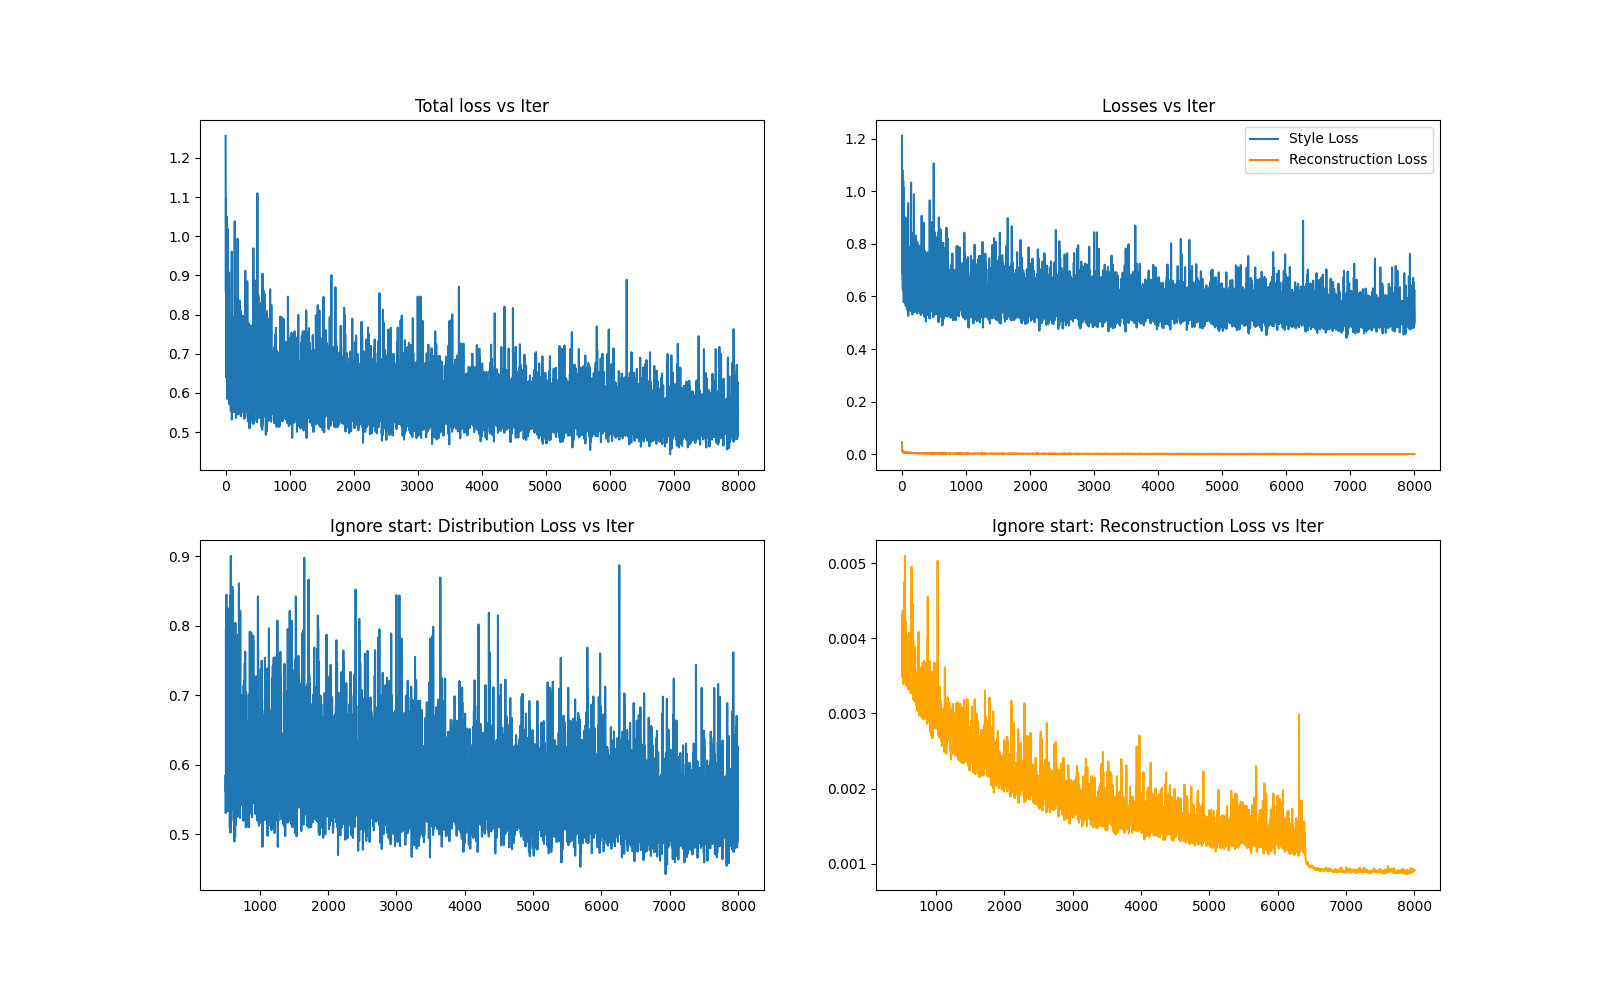 Total loss vs Iter
1.2
1.1
1.0
0.9
0.8
0.7
0.6
0.5
0 1000 2000 3000 4000 5000 6000 7000 8000
Losses vs Iter
Style Loss
Reconstruction Loss
1.2
1.0
0.8
0.6
0.4
0.2
0.0
0 1000 2000 3000 4000 5000 6000 7000 8000
Ignore start: Distribution Loss vs Iter
0.9
0.8
0.7
0.6
0.5
1000 2000 3000 4000 5000 6000 7000 8000
Ignore start: Reconstruction Loss vs Iter
0.005
0.004
0.003
0.002
0.001
1000 2000 3000 4000 5000 6000 7000 8000